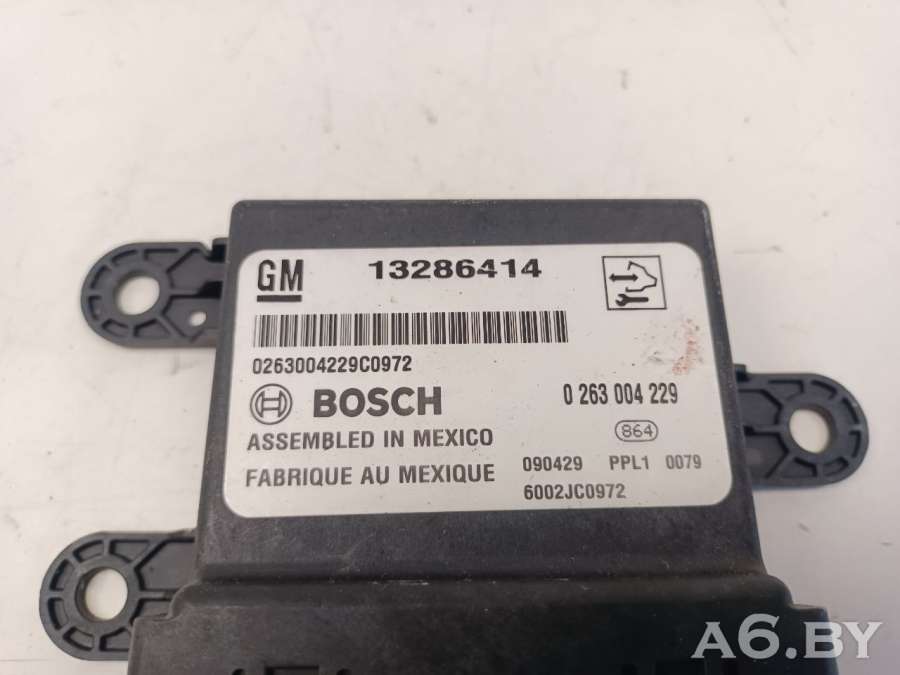 GM 13286414
0263004229C0972
BOSCH 0 263 004 229
ASSEMBLED IN MEXICO 864
FABRIQUE AU MEXIQUE 090429 PPL1 0079
6002JC0972
A6.BY